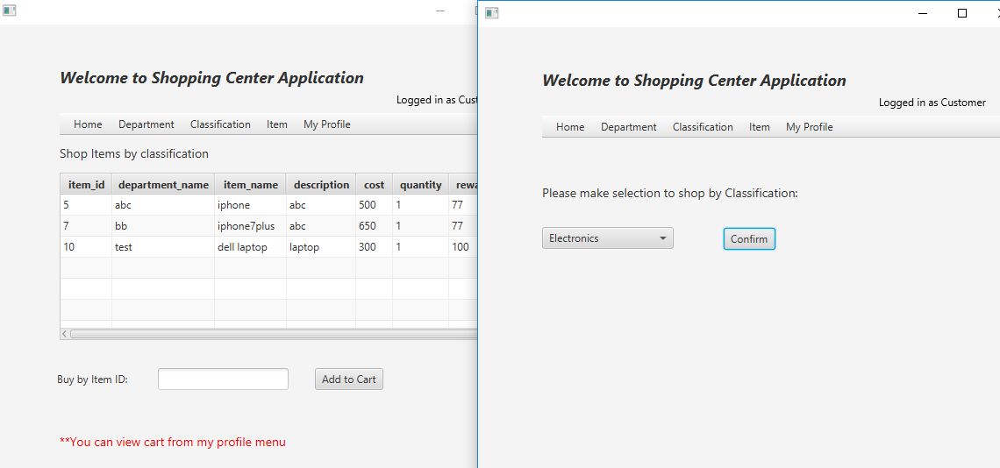 Welcome to Shopping Center Application
Logged in as Cust
Home Department Classification Item My Profile
Shop Items by classification
item_id department_name item_name description cost quantity rewa
5 abc iphone abc 500 1 77
7 bb iphone7plus abc 650 1 77
10 test dell laptop laptop 300 1 100
Buy by Item ID: Add to Cart
**You can view cart from my profile menu
Welcome to Shopping Center Application
Logged in as Customer
Home Department Classification Item My Profile
Please make selection to shop by Classification:
Electronics Confirm